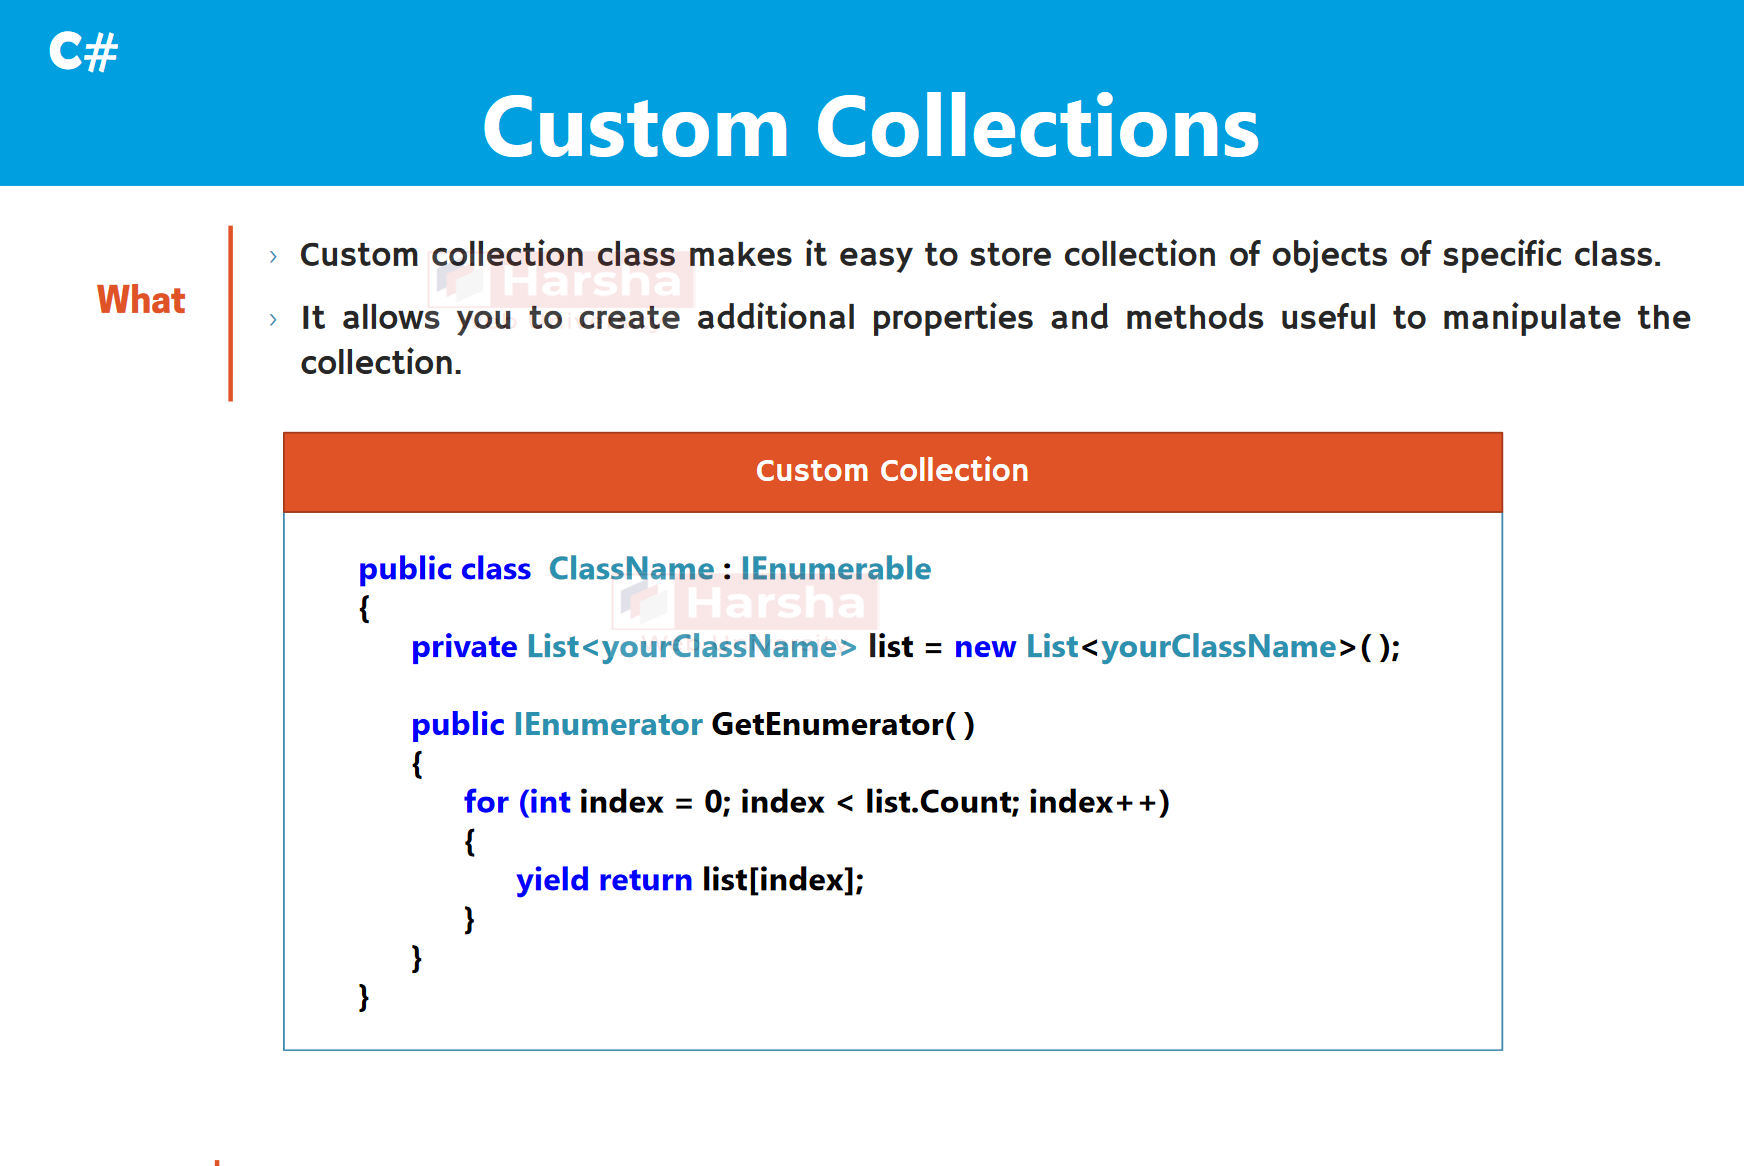 C#
Custom Collections
What
› Custom collection class makes it easy to store collection of objects of specific class.
› It allows you to create additional properties and methods useful to manipulate the
collection.
Harsha
Custom Collection
public class ClassName : IEnumerable
{
private List<yourClassName> list = new List<yourClassName>( );
public IEnumerator GetEnumerator( )
{
for (int index = 0; index < list.Count; index++)
{
yield return list[index];
}
}
}
Harsha
Web University